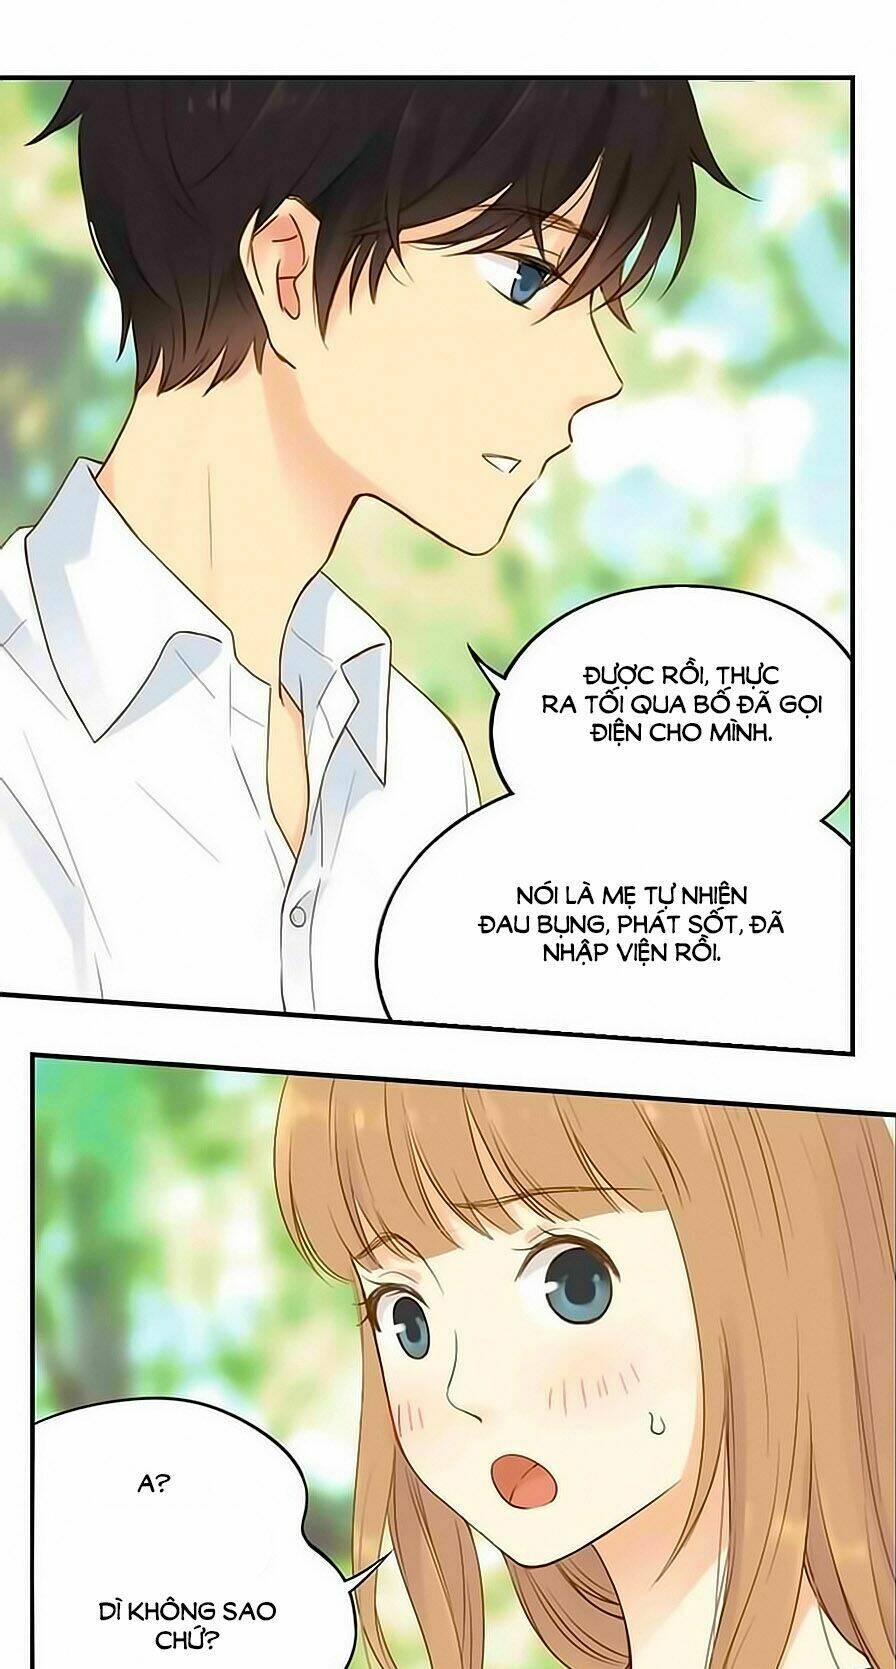 ĐƯỢC RỒI, THỰC
RA TỐI QUA BỐ ĐÃ GỌI
ĐIỆN CHO MÌNH.
NÓI LÀ MẸ TỰ NHIÊN
ĐAU BỤNG, PHÁT SỐT, ĐÃ
NHẬP VIỆN RỒI.
A?
DÌ KHÔNG SAO
CHỨ?